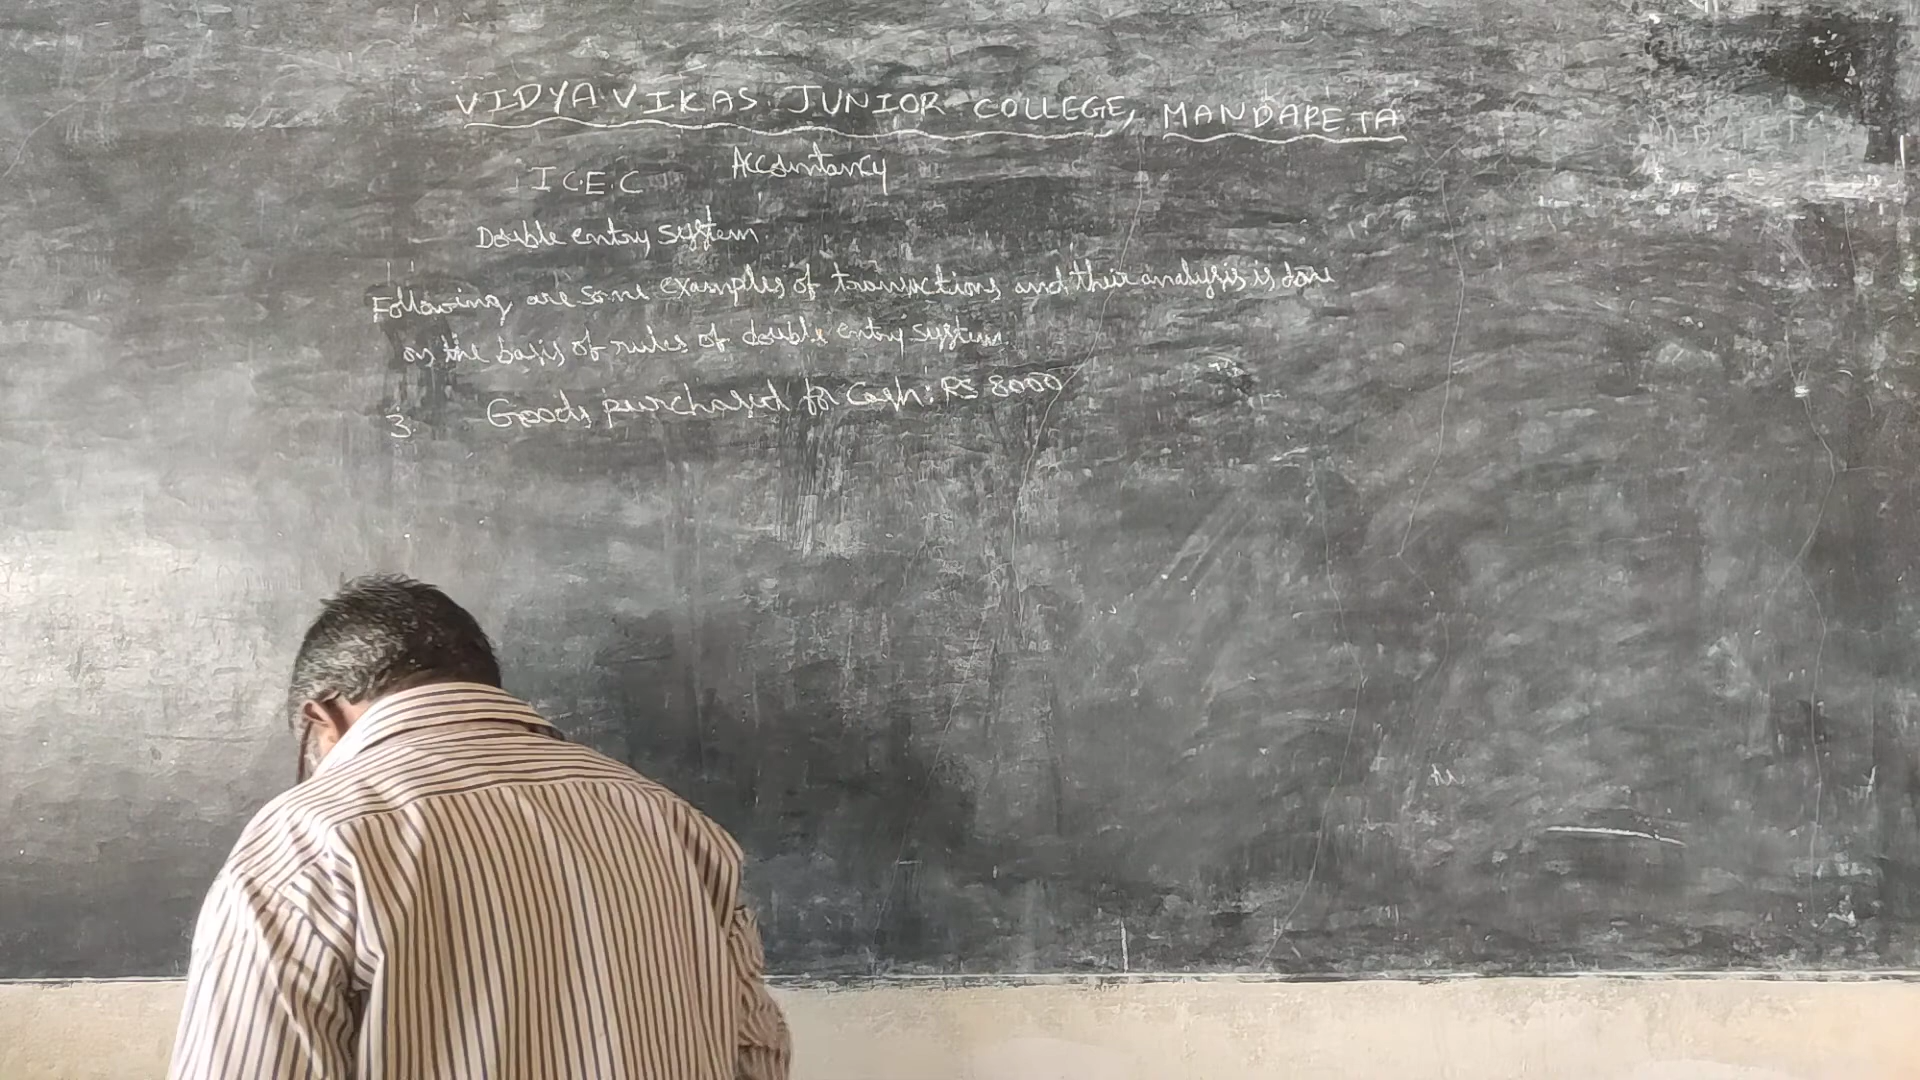 VIDYA.VIKAS. JUNIOR COLLEGE, MANDAPETA
I C.E.C Accountancy
Double entry system
Following are some examples of transactions and their analysis is done
on the basis of rules of double entry system.
3. Goods purchased for Cash: RS 8000